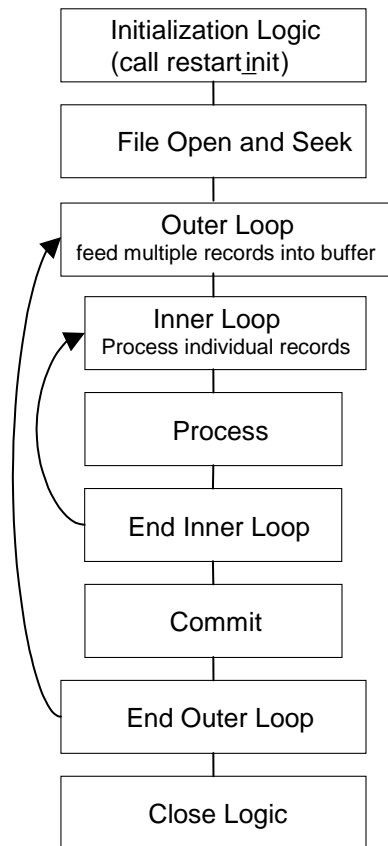 Initialization Logic
(call restart_init)
File Open and Seek
Outer Loop
feed multiple records into buffer
Inner Loop
Process individual records
Process
End Inner Loop
Commit
End Outer Loop
Close Logic